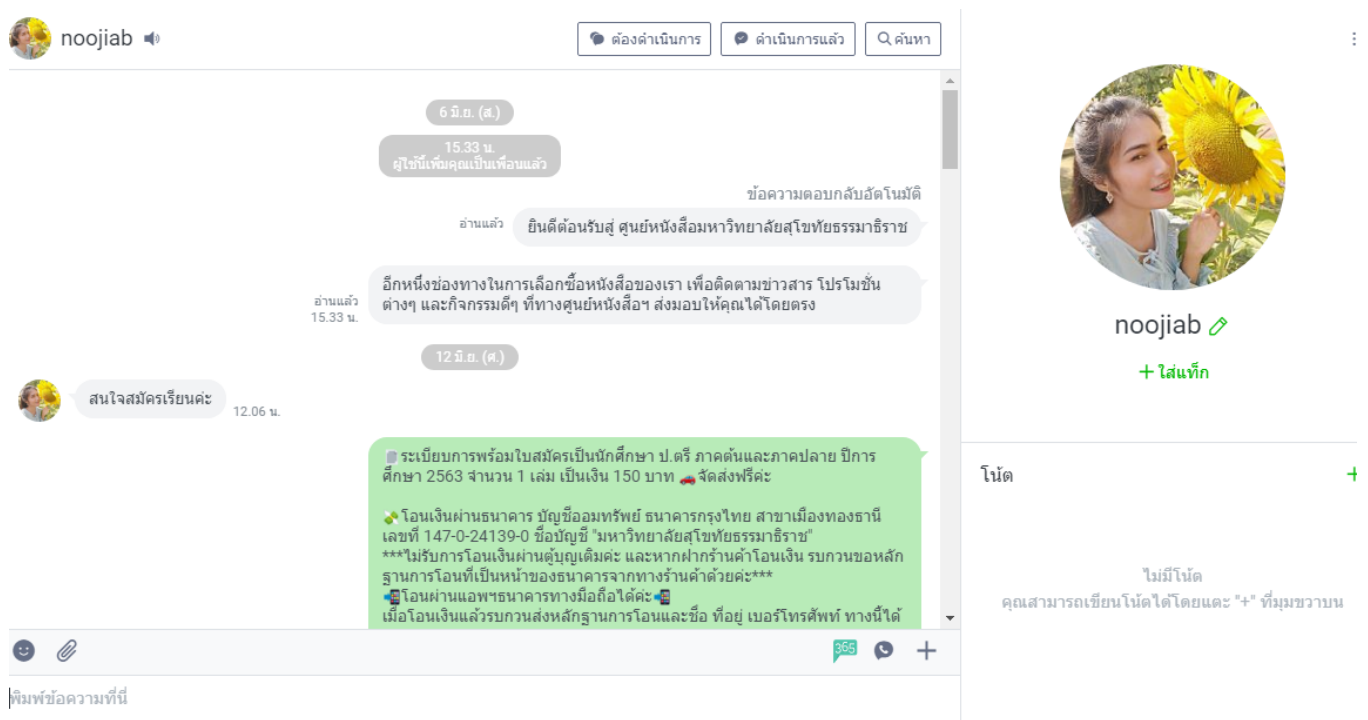 noojiab
ต้องดำเนินการ
ดำเนินการแล้ว
ค้นหา
6 มิ.ย. (ส.)
15.33 น.
ผู้ใช้นี้เพิ่มคุณเป็นเพื่อนแล้ว
ข้อความตอบกลับอัตโนมัติ
อ่านแล้ว
ยินดีต้อนรับสู่ ศูนย์หนังสือมหาวิทยาลัยสุโขทัยธรรมาธิราช
อีกหนึ่งช่องทางในการเลือกซื้อหนังสือของเรา เพื่อติดตามข่าวสาร โปรโมชั่น
ต่างๆ และกิจกรรมดีๆ ที่ทางศูนย์หนังสือฯ ส่งมอบให้คุณได้โดยตรง
อ่านแล้ว
15.33 น.
12 มิ.ย. (ศ.)
สนใจสมัครเรียนค่ะ
12.06 น.
ระเบียบการพร้อมใบสมัครเป็นนักศึกษา ป.ตรี ภาคต้นและภาคปลาย ปีการ
ศึกษา 2563 จำนวน 1 เล่ม เป็นเงิน 150 บาท 🚗 จัดส่งฟรีค่ะ
💸 โอนเงินผ่านธนาคาร บัญชีออมทรัพย์ ธนาคารกรุงไทย สาขาเมืองทองธานี
เลขที่ 147-0-24139-0 ชื่อบัญชี "มหาวิทยาลัยสุโขทัยธรรมาธิราช"
***ไม่รับการโอนเงินผ่านตู้บุญเติมค่ะ และหากฝากร้านค้าโอนเงิน รบกวนขอหลัก
ฐานการโอนที่เป็นหน้าของธนาคารจากทางร้านค้าด้วยค่ะ***
📲โอนผ่านแอพฯธนาคารทางมือถือได้ค่ะ📲
เมื่อโอนเงินแล้วรบกวนส่งหลักฐานการโอนและชื่อ ที่อยู่ เบอร์โทรศัพท์ ทางนี้ได้
365
พิมพ์ข้อความที่นี่
noojiab
+ ใส่แท็ก
โน้ต
ไม่มีโน้ต
คุณสามารถเขียนโน้ตได้โดยแตะ "+" ที่มุมขวาบน